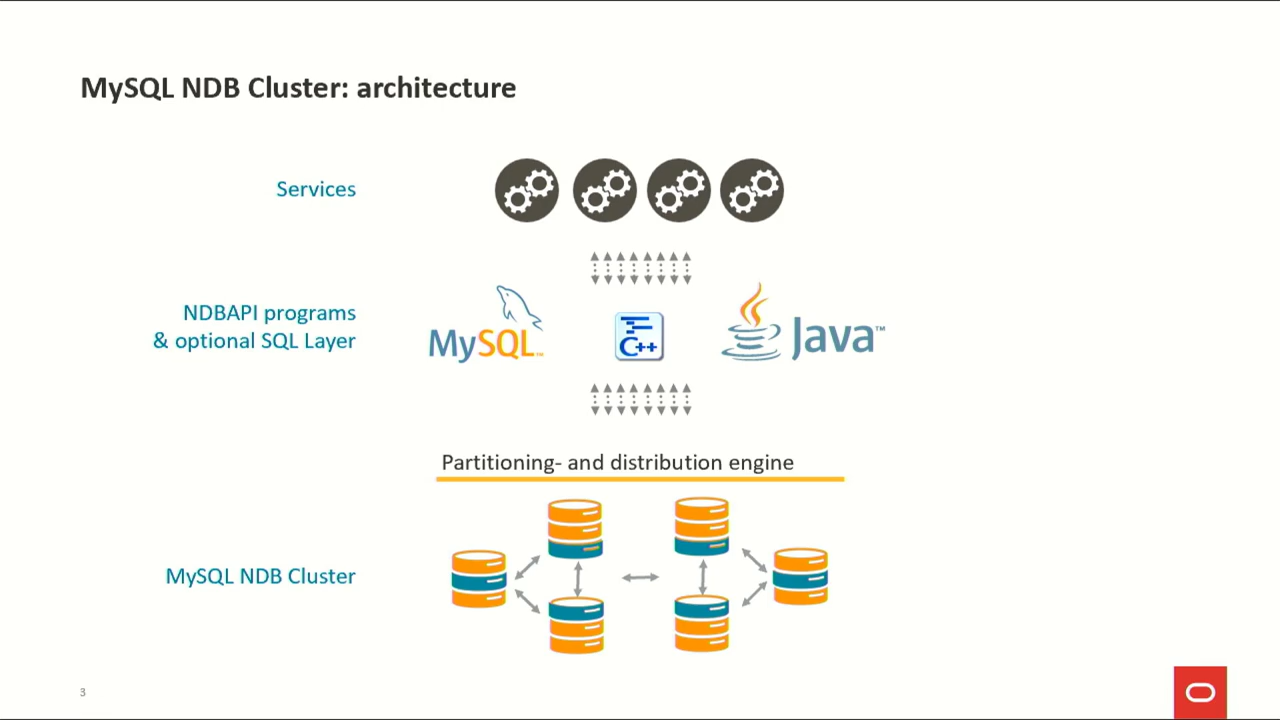 MySQL NDB Cluster: architecture
Services
NDBAPI programs
& optional SQL Layer
MySQL™
C++
Java™
Partitioning- and distribution engine
MySQL NDB Cluster
3